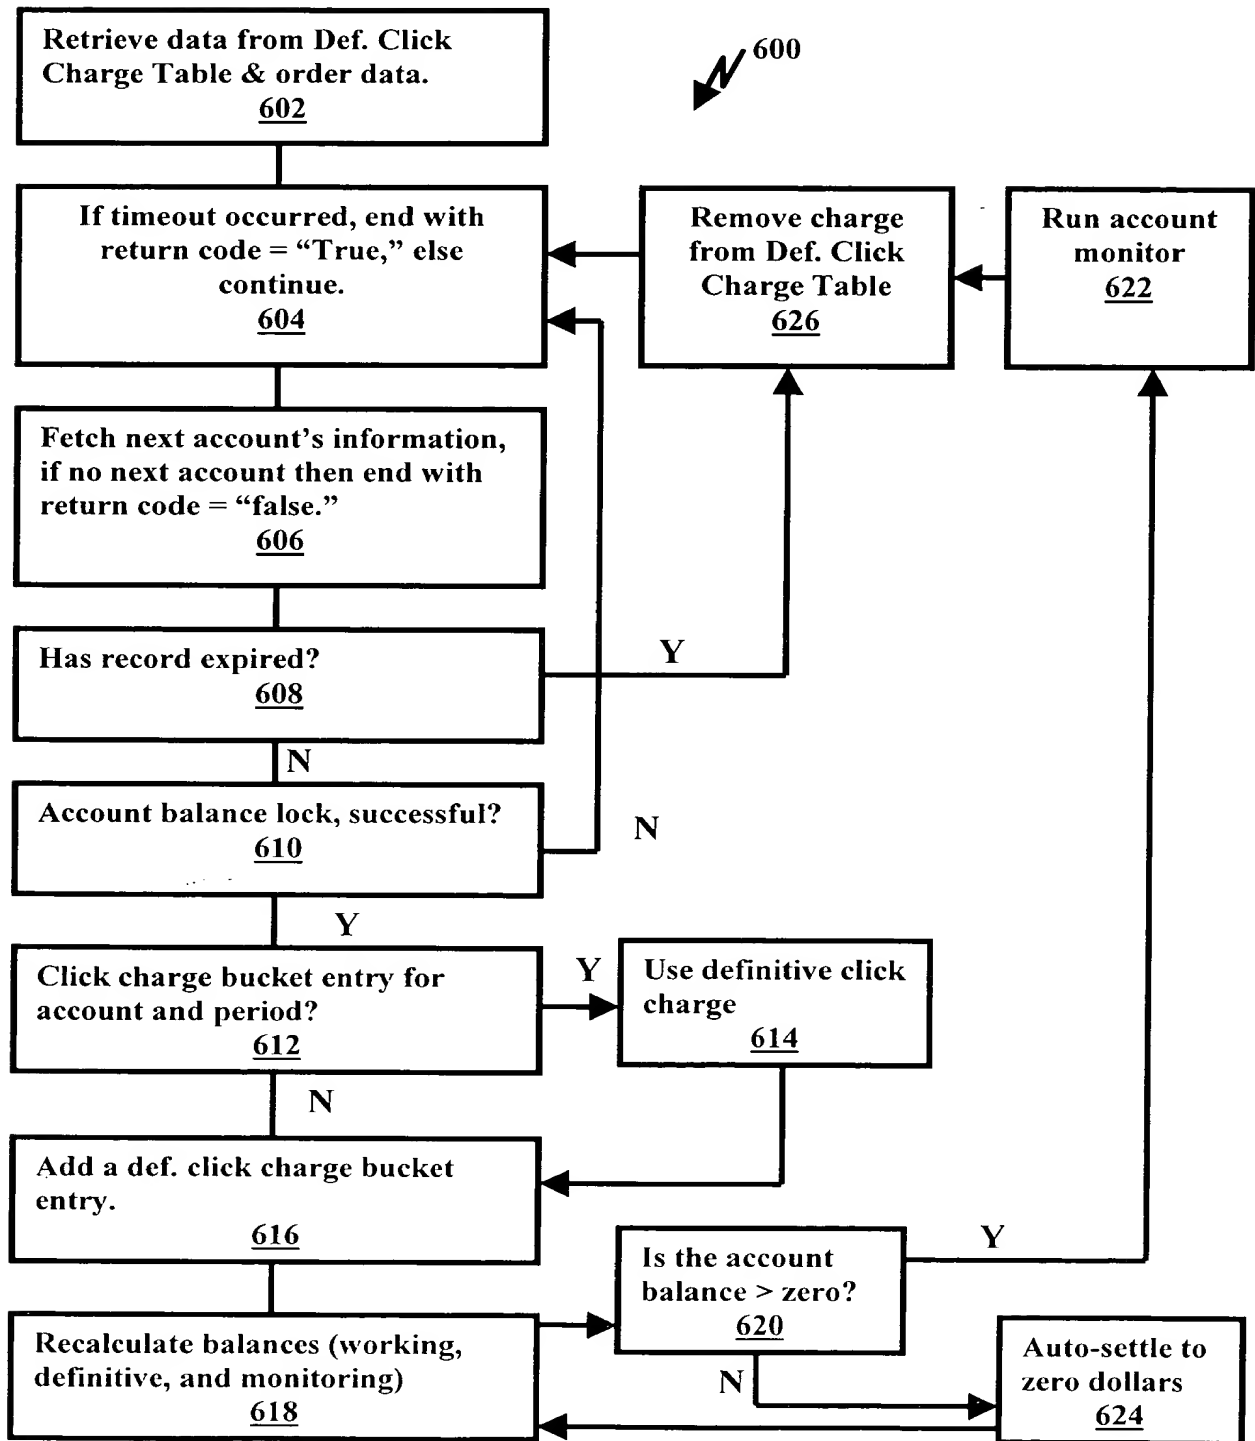 Retrieve data from Def. Click
Charge Table & order data.
602
600
If timeout occurred, end with
return code = “True,” else
continue.
604
Remove charge
from Def. Click
Charge Table
626
Run account
monitor
622
Fetch next account’s information,
if no next account then end with
return code = “false.”
606
Has record expired?
608
Y
N
Account balance lock, successful?
610
N
Y
Click charge bucket entry for
account and period?
612
Y
Use definitive click
charge
614
N
Add a def. click charge bucket
entry.
616
Is the account
balance > zero?
620
Y
N
Recalculate balances (working,
definitive, and monitoring)
618
Auto-settle to
zero dollars
624